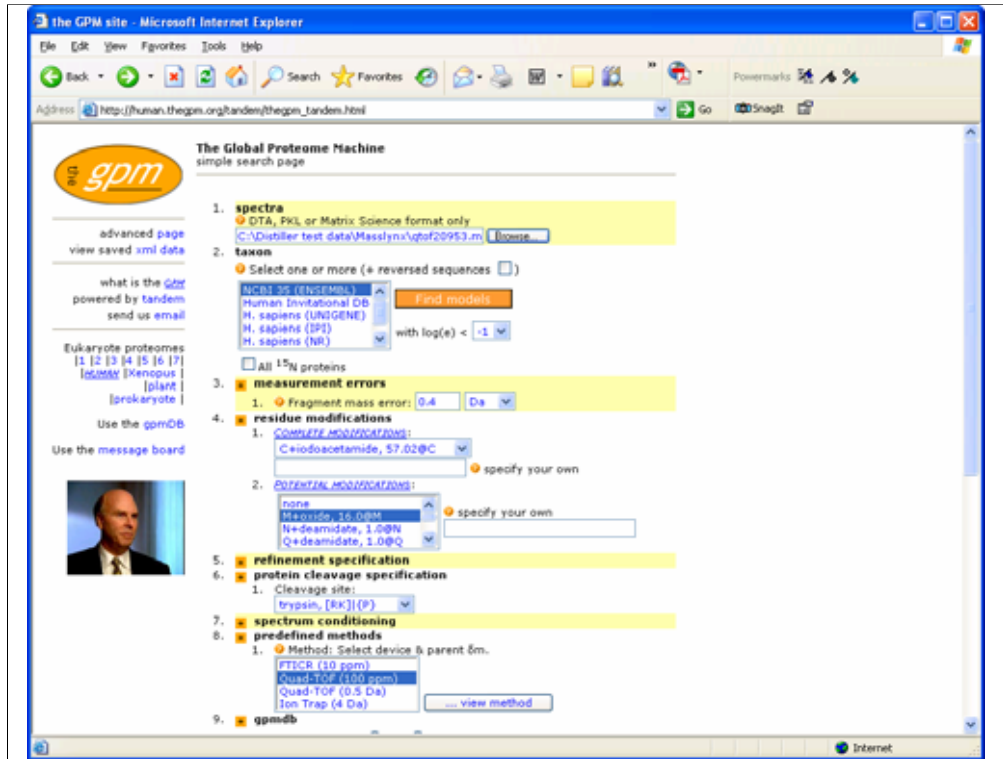 the GPM site - Microsoft Internet Explorer
File Edit View Favorites Tools Help
Back Search Favorites Powermarks
Address http://human.thegpm.org/tandem/thegpm_tandem.html Go SnagIt
the gpm
The Global Proteome Machine
simple search page
advanced page
view saved xml data
what is the GPM
powered by tandem
send us email
Eukaryote proteomes
|1 |2 |3 |4 |5 |6 |7|
|HUMAN |Xenopus |
|plant |
|prokaryote |
Use the gpmDB
Use the message board
1. spectra
DTA, PKL or Matrix Science format only
C:\Distiller test data\Masslynx\qtof20953.m Browse...
2. taxon
Select one or more (+ reversed sequences )
NCBI 35 (ENSEMBL)
Human Invitational DB
H. sapiens (UNIGENE)
H. sapiens (IPI)
H. sapiens (NR)
Find models
with log(e) < -1
All 15N proteins
3. measurement errors
1. Fragment mass error: 0.4 Da
4. residue modifications
1. COMPLETE MODIFICATIONS:
C+iodoacetamide, 57.02@C
specify your own
2. POTENTIAL MODIFICATIONS:
none
M+oxide, 16.0@M
N+deamidate, 1.0@N
Q+deamidate, 1.0@Q
specify your own
5. refinement specification
6. protein cleavage specification
1. Cleavage site:
trypsin, [RK]|{P}
7. spectrum conditioning
8. predefined methods
1. Method: Select device & parent δm.
FTICR (10 ppm)
Quad-TOF (100 ppm)
Quad-TOF (0.5 Da)
Ion Trap (4 Da)
.... view method
9. gpmdb
Internet